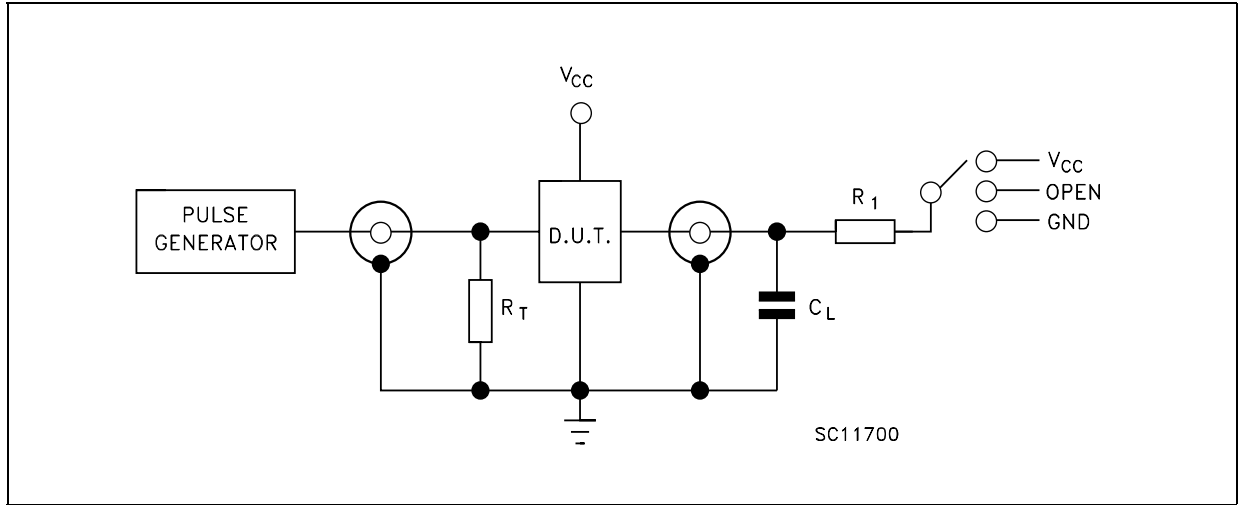 VCC
PULSE
GENERATOR
D.U.T.
RT
CL
R1
VCC
OPEN
GND
SC11700